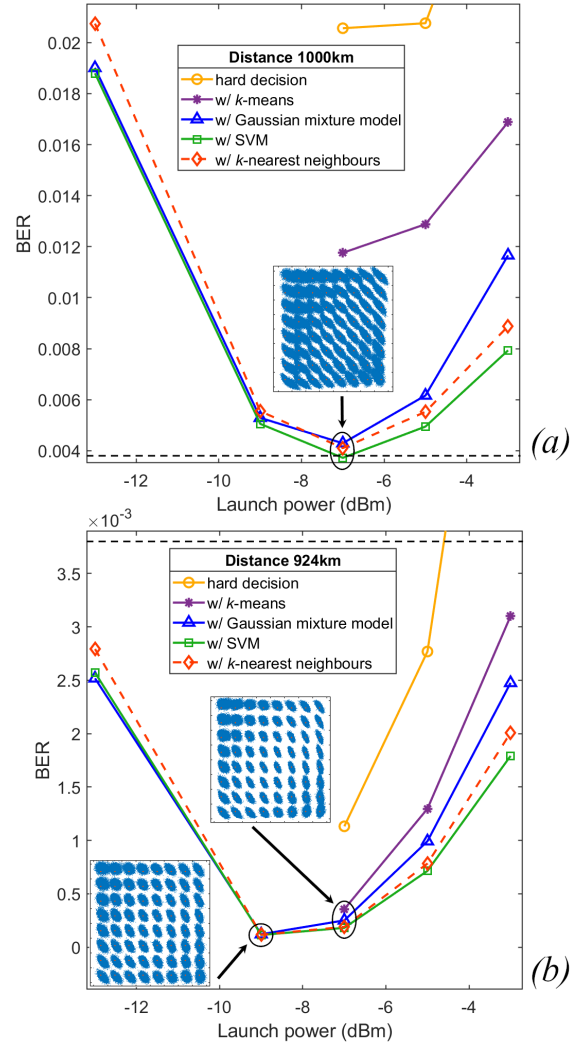 0.02
0.018
0.016
0.014
0.012
0.01
0.008
0.006
0.004
BER
Distance 1000km
hard decision
w/ k-means
w/ Gaussian mixture model
w/ SVM
w/ k-nearest neighbours
-12 -10 -8 -6 -4
Launch power (dBm)
(a)
×10⁻³
3.5
3
2.5
2
1.5
1
0.5
0
BER
Distance 924km
hard decision
w/ k-means
w/ Gaussian mixture model
w/ SVM
w/ k-nearest neighbours
-12 -10 -8 -6 -4
Launch power (dBm)
(b)